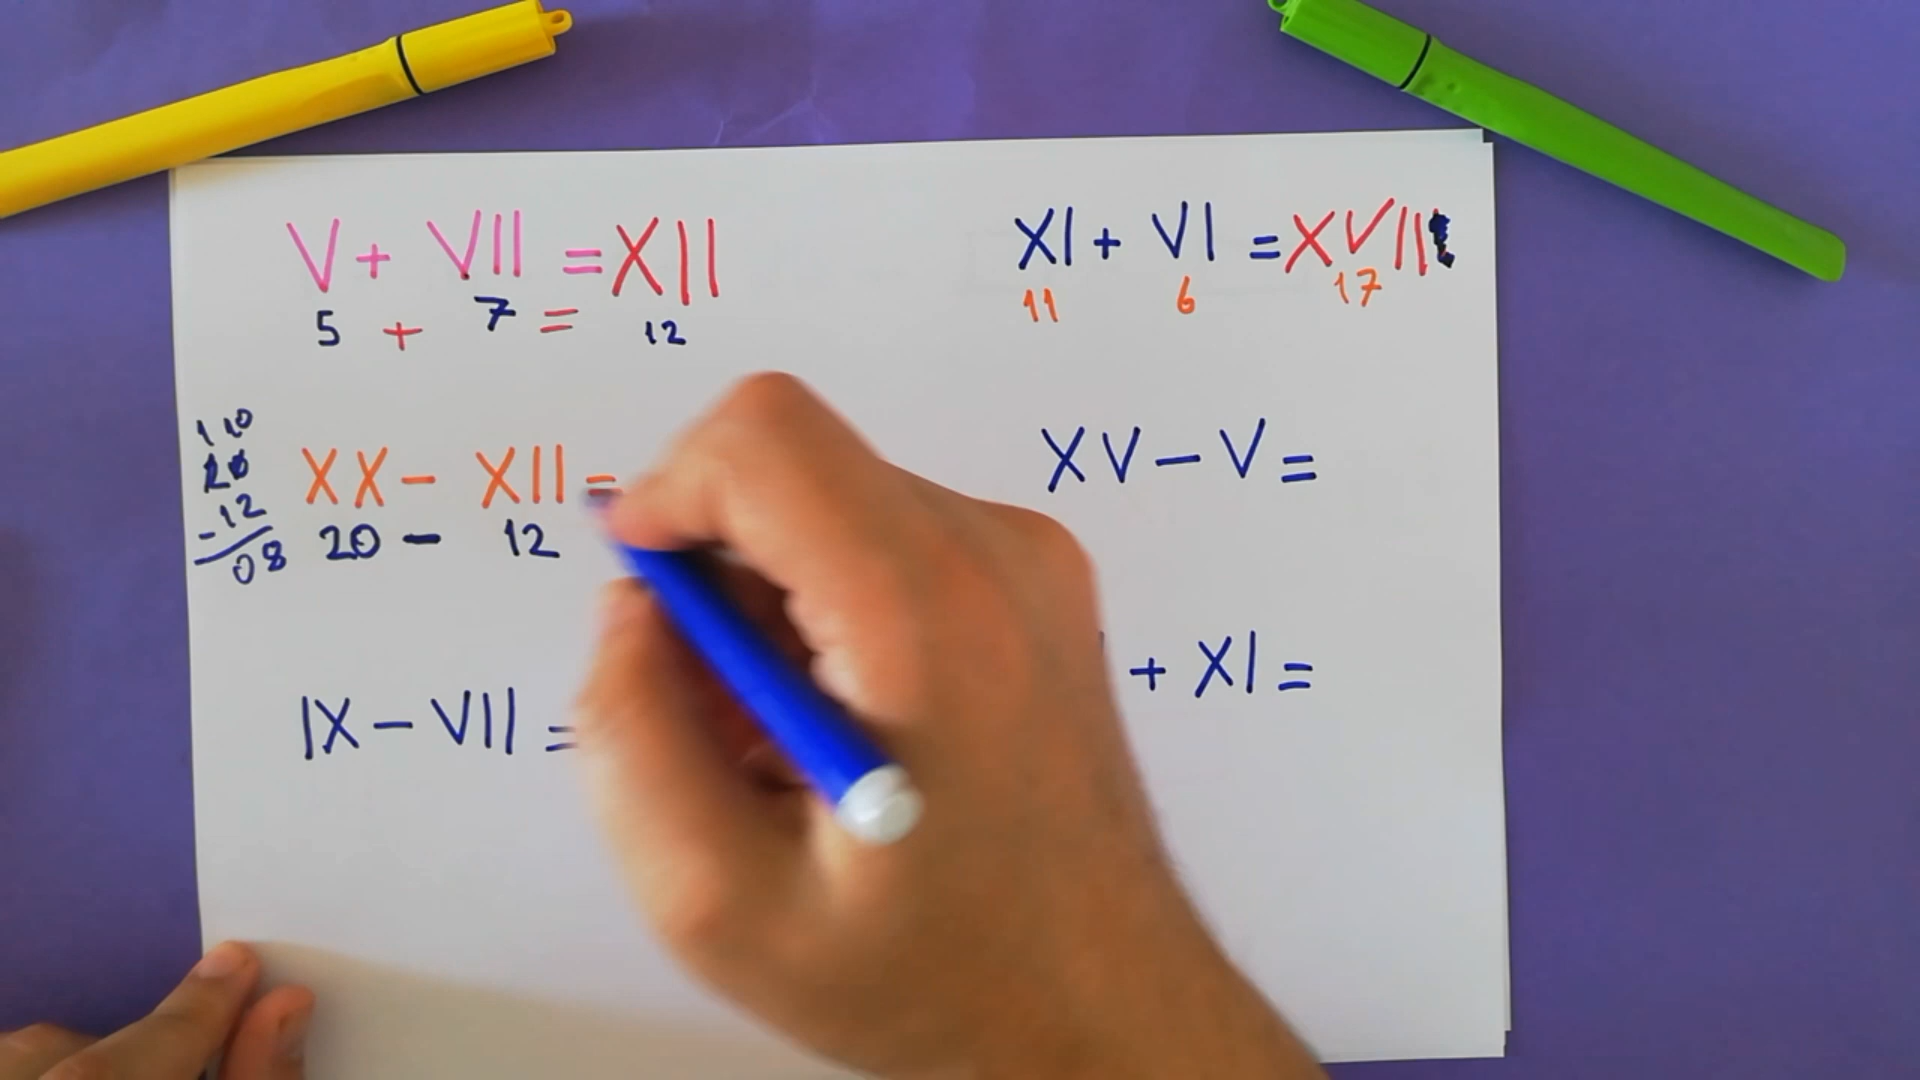 V + VII = XII
5 + 7 = 12
XI + VI = XVII
11 6 17
1 10
20
-12
08
XX - XII =
20 - 12
XV - V =
IX - VII =
+ XI =